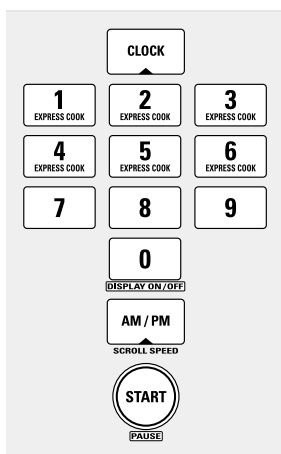 CLOCK
1 2 3
EXPRESS COOK EXPRESS COOK EXPRESS COOK
4 5 6
EXPRESS COOK EXPRESS COOK EXPRESS COOK
7 8 9
0
DISPLAY ON/OFF
AM / PM
SCROLL SPEED
START
PAUSE